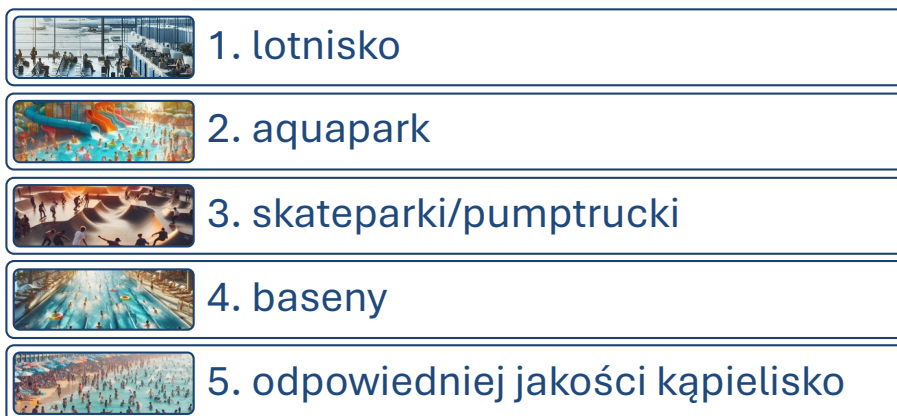 1. lotnisko
2. aquapark
3. skateparki/pumptrucki
4. baseny
5. odpowiedniej jakości kąpielisko